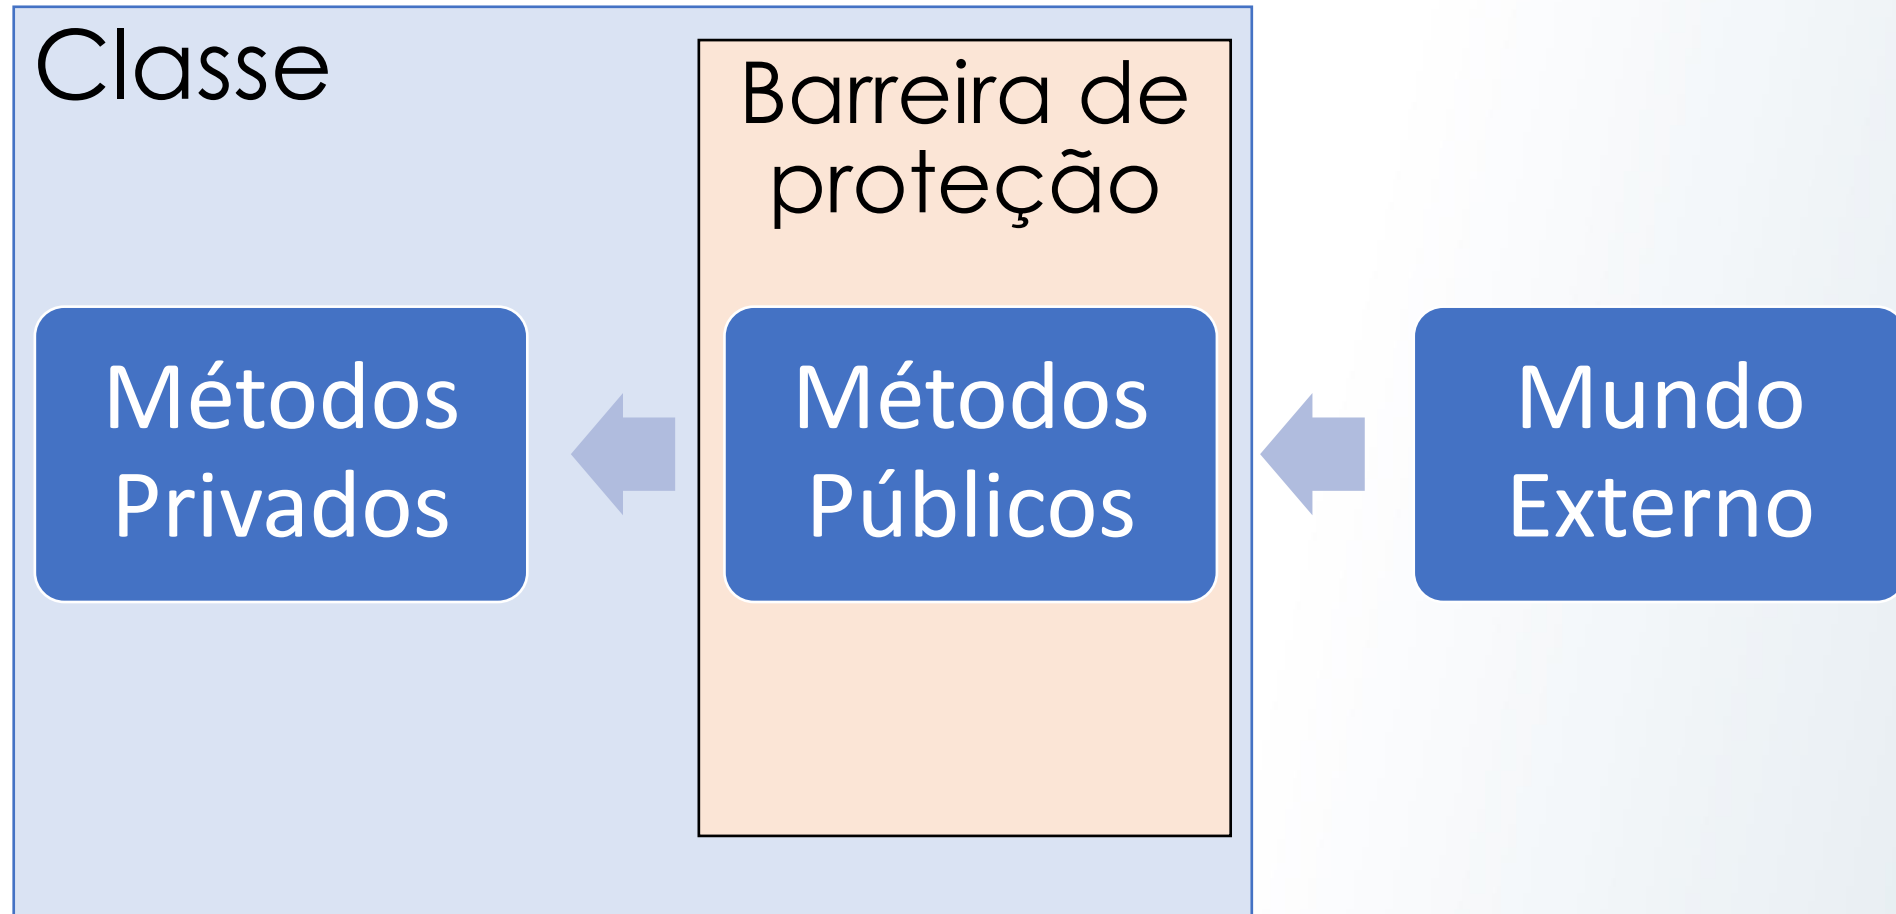 Classe
Barreira de
proteção
Métodos
Privados
Métodos
Públicos
Mundo
Externo